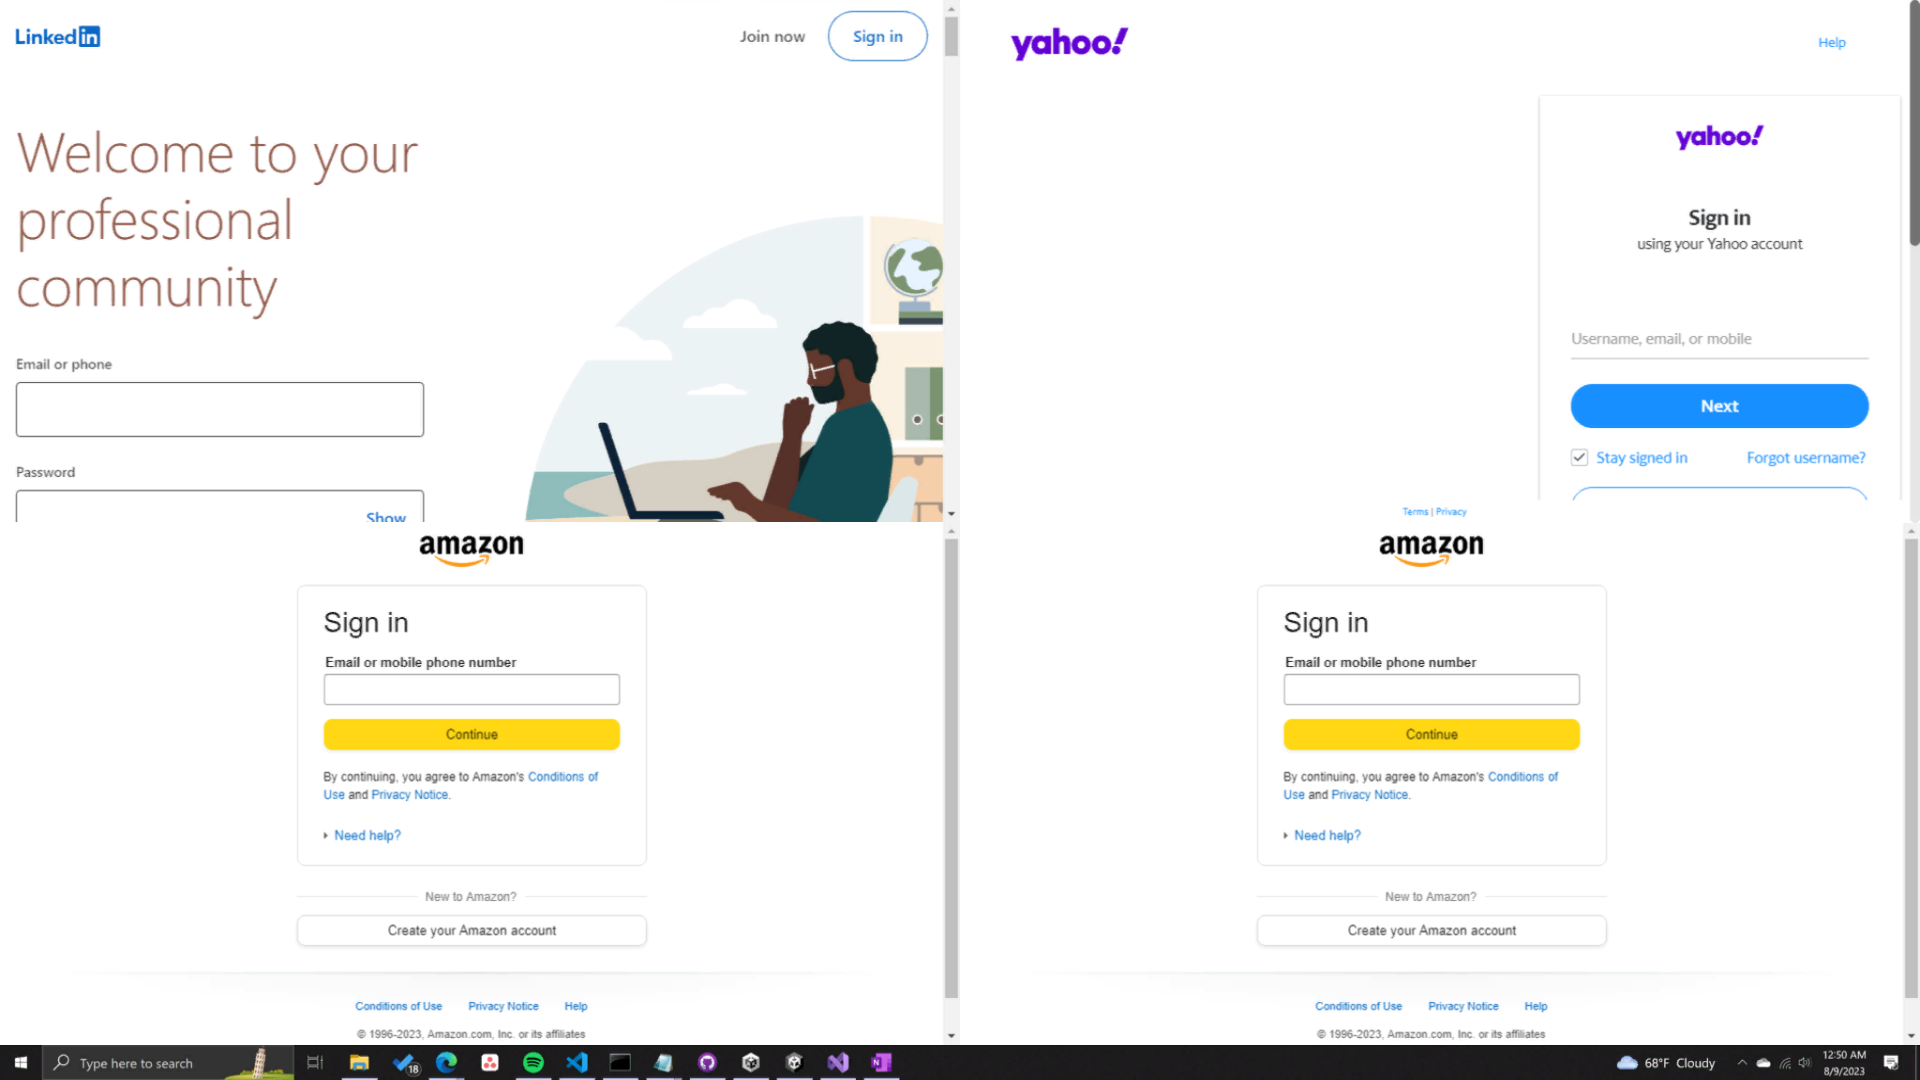 LinkedIn
Join now
Sign in
Welcome to your
professional
community
Email or phone
Password
Show
yahoo!
Help
yahoo!
Sign in
using your Yahoo account
Username, email, or mobile
Next
Stay signed in
Forgot username?
Terms | Privacy
amazon
Sign in
Email or mobile phone number
Continue
By continuing, you agree to Amazon's Conditions of
Use and Privacy Notice.
Need help?
New to Amazon?
Create your Amazon account
Conditions of Use
Privacy Notice
Help
© 1996-2023, Amazon.com, Inc. or its affiliates
amazon
Sign in
Email or mobile phone number
Continue
By continuing, you agree to Amazon's Conditions of
Use and Privacy Notice.
Need help?
New to Amazon?
Create your Amazon account
Conditions of Use
Privacy Notice
Help
© 1996-2023, Amazon.com, Inc. or its affiliates
Type here to search
18
N
68°F Cloudy
12:50 AM
8/9/2023